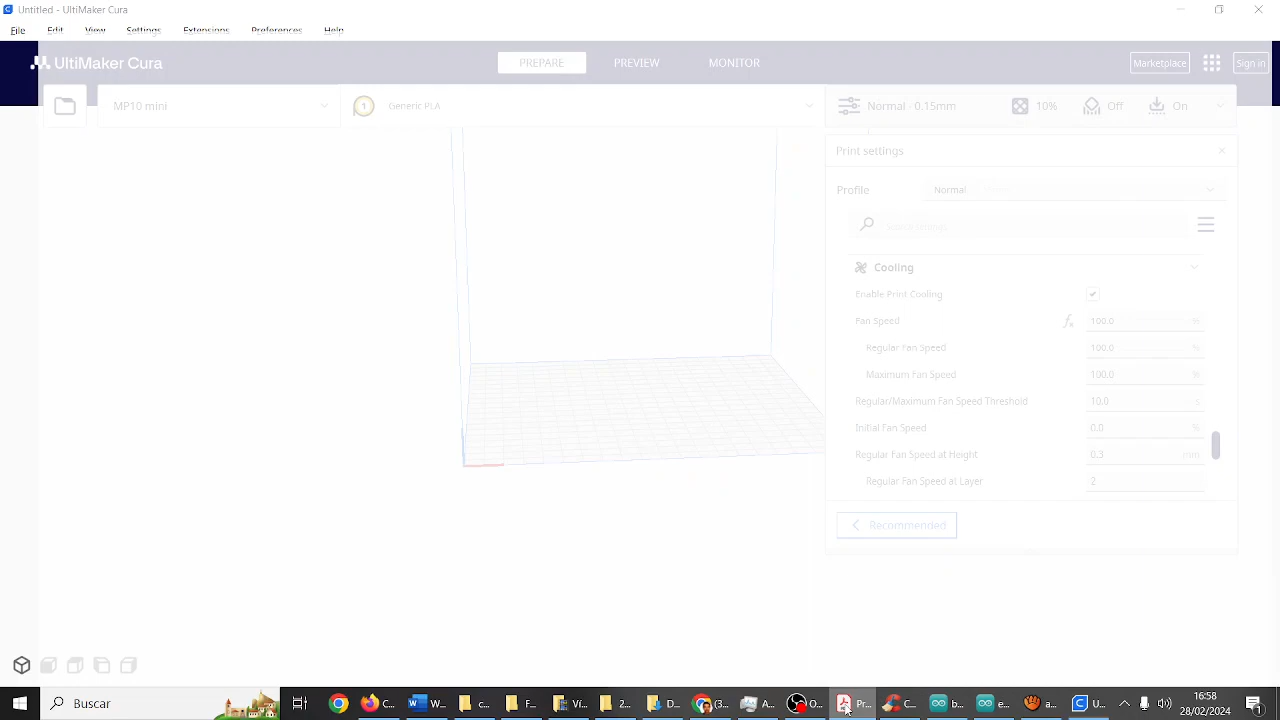 Untitled - UltiMaker Cura
File Edit View Settings Extensions Preferences Help
UltiMaker Cura
PREPARE PREVIEW MONITOR Marketplace Sign in
MP10 mini 1 Generic PLA Normal - 0.15mm 10% Off On
Print settings
Profile Normal
Cooling
Enable Print Cooling
Fan Speed 100.0 %
Regular Fan Speed 100.0 %
Maximum Fan Speed 100.0 %
Regular/Maximum Fan Speed Threshold 10.0 s
Initial Fan Speed 0.0 %
Regular Fan Speed at Height 0.3 mm
Regular Fan Speed at Layer 2
Recommended
Buscar Word C... F... F... S... D... G... A... O... Pr... C... b... A... B... U...
16:58
28/02/2024